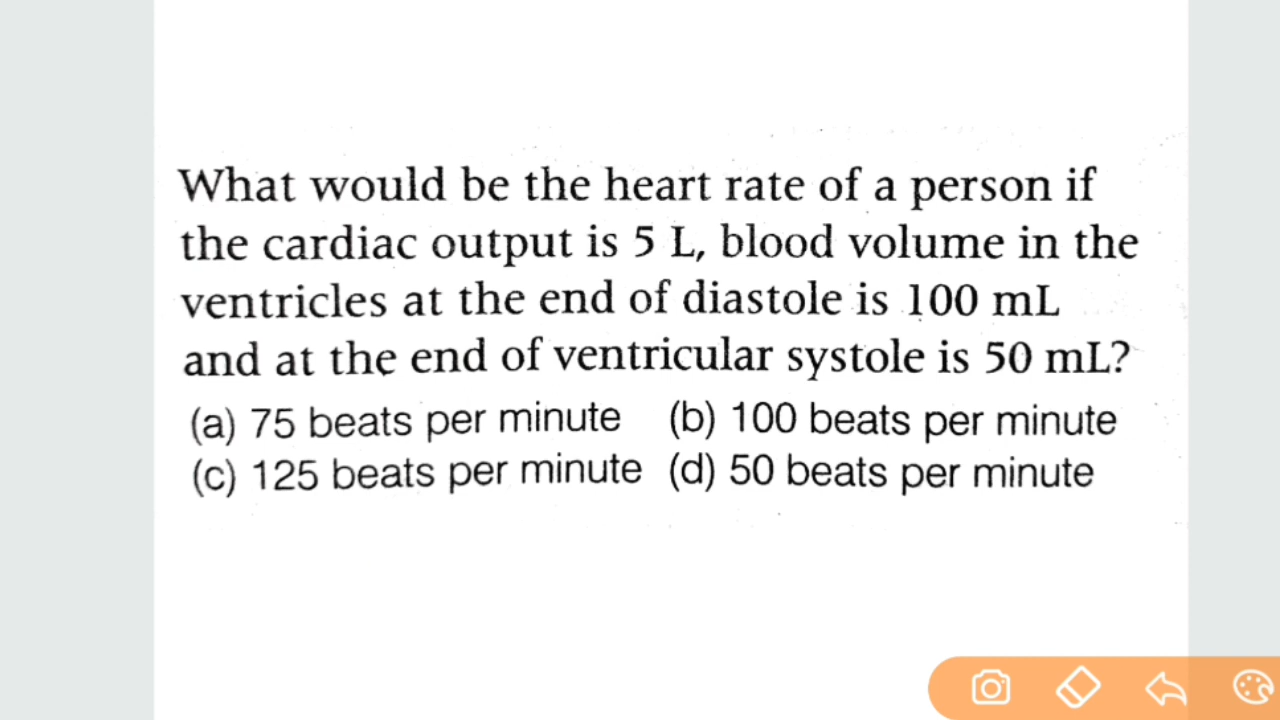 What would be the heart rate of a person if
the cardiac output is 5 L, blood volume in the
ventricles at the end of diastole is 100 mL
and at the end of ventricular systole is 50 mL?
(a) 75 beats per minute (b) 100 beats per minute
(c) 125 beats per minute (d) 50 beats per minute